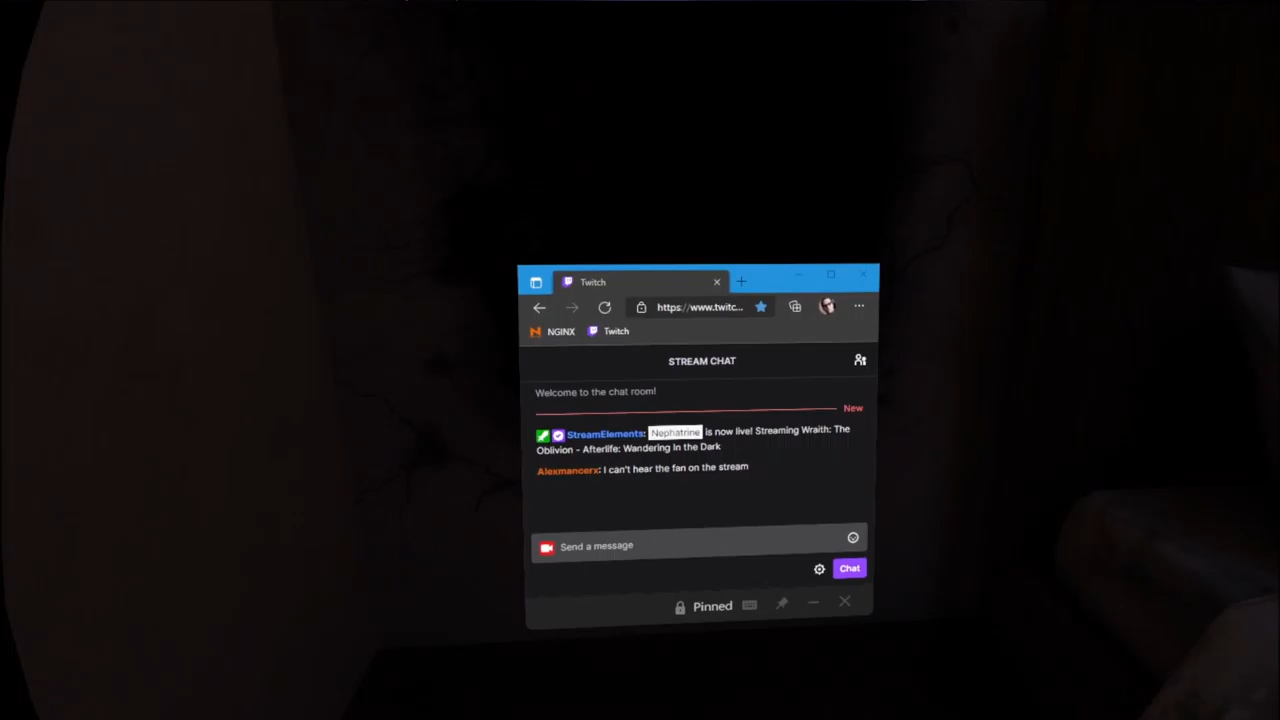 Twitch
https://www.twitc...
NGINX
Twitch
STREAM CHAT
Welcome to the chat room!
New
StreamElements: Nephatrine is now live! Streaming Wraith: The
Oblivion - Afterlife: Wandering In the Dark
Alexmancerx: I can't hear the fan on the stream
Send a message
Chat
Pinned